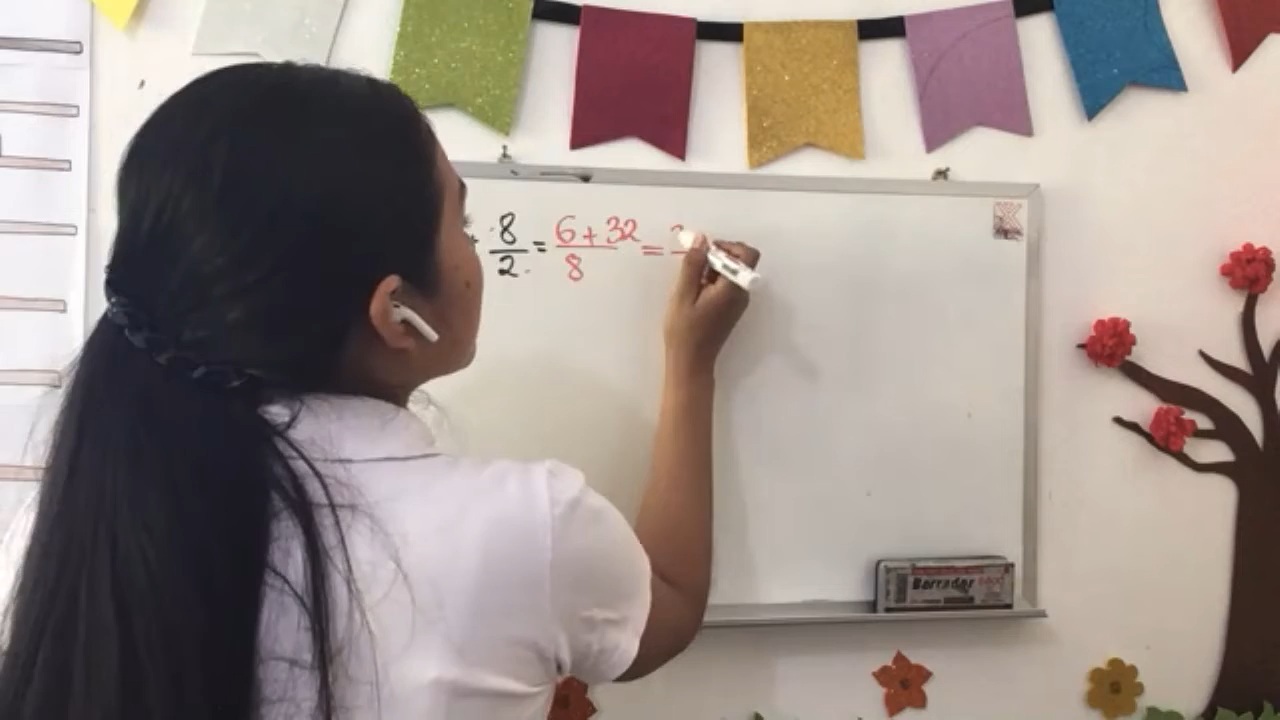 8/2 = 6+32/8 =
Borrador